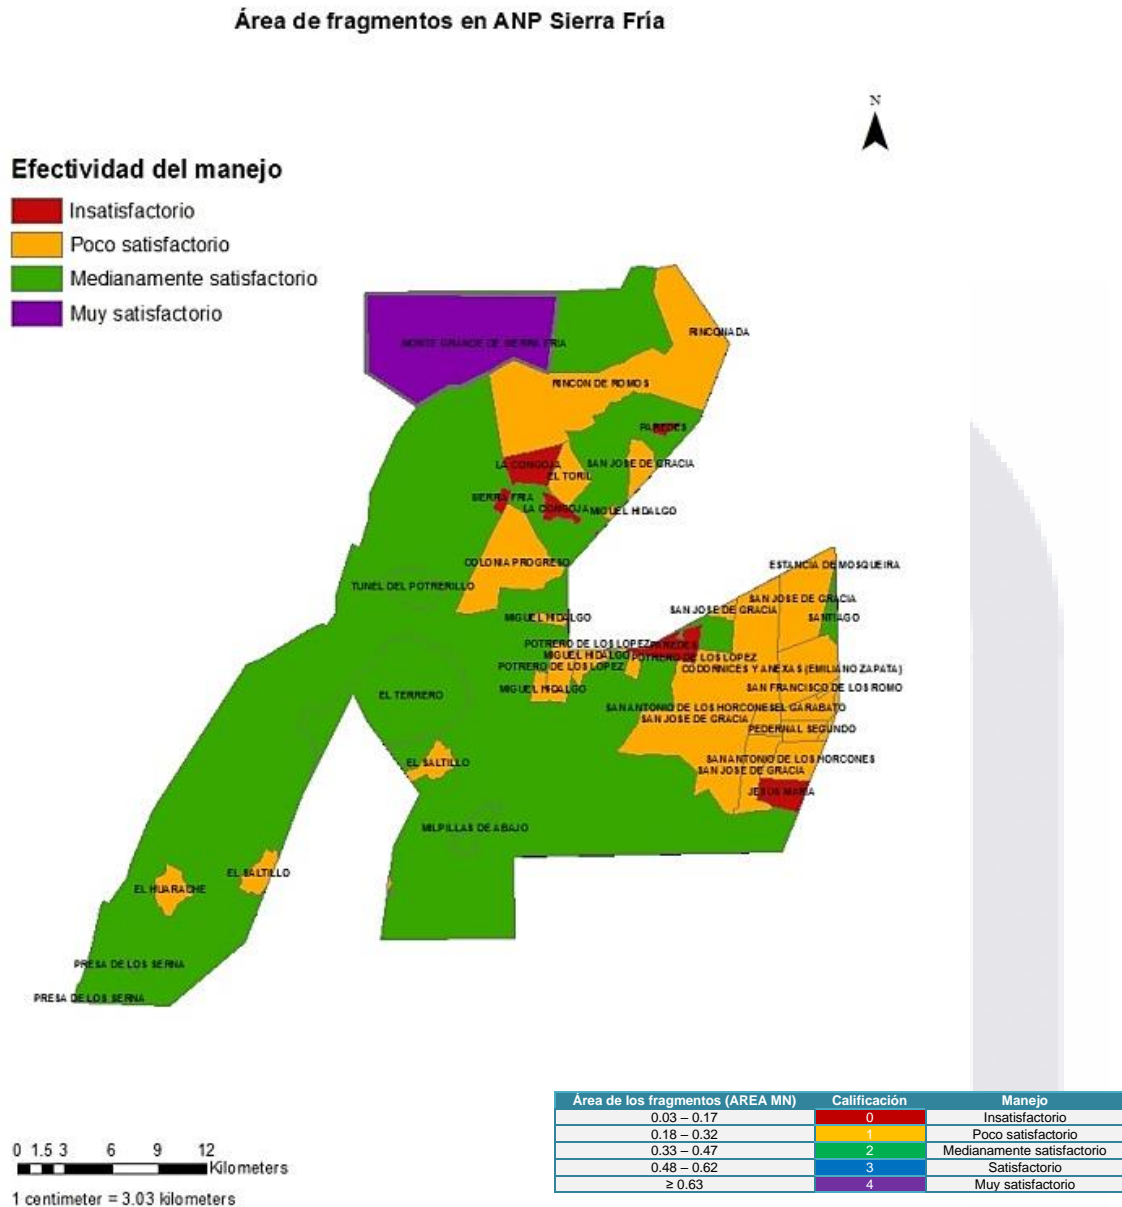 Área de fragmentos en ANP Sierra Fría
N
Efectividad del manejo
Insatisfactorio
Poco satisfactorio
Medianamente satisfactorio
Muy satisfactorio
RINCONADA
MONTE GRANDE DE SIERRA FRIA
RINCON DE ROMOS
PAREDES
LA CONGOJA
SAN JOSE DE GRACIA
EL TORIL
SIERRA FRIA
LA CONGOJA
MIGUEL HIDALGO
COLONIA PROGRESO
ESTANCIA DE MOSQUEIRA
TUNEL DEL POTRERILLO
SAN JOSE DE GRACIA
SAN JOSE DE GRACIA
MIGUEL HIDALGO
SANTIAGO
POTRERO DE LOS LOPEZ
PAREDES
MIGUEL HIDALGO
POTRERO DE LOS LOPEZ
POTRERO DE LOS LOPEZ
CODORNICES Y ANEXAS (EMILIANO ZAPATA)
MIGUEL HIDALGO
SAN FRANCISCO DE LOS ROMO
EL TERRERO
SAN ANTONIO DE LOS HORCONES
EL GARABATO
SAN JOSE DE GRACIA
PEDERNAL SEGUNDO
EL SALTILLO
SAN ANTONIO DE LOS HORCONES
SAN JOSE DE GRACIA
JESUS MARIA
MILPILLAS DE ABAJO
EL SALTILLO
EL HUARACHE
PRESA DE LOS SERNA
PRESA DE LOS SERNA
Área de los fragmentos (AREA MN) Calificación Manejo
0.03 – 0.17 0 Insatisfactorio
0.18 – 0.32 1 Poco satisfactorio
0.33 – 0.47 2 Medianamente satisfactorio
0.48 – 0.62 3 Satisfactorio
≥ 0.63 4 Muy satisfactorio
0 1.5 3 6 9 12
Kilometers
1 centimeter = 3.03 kilometers